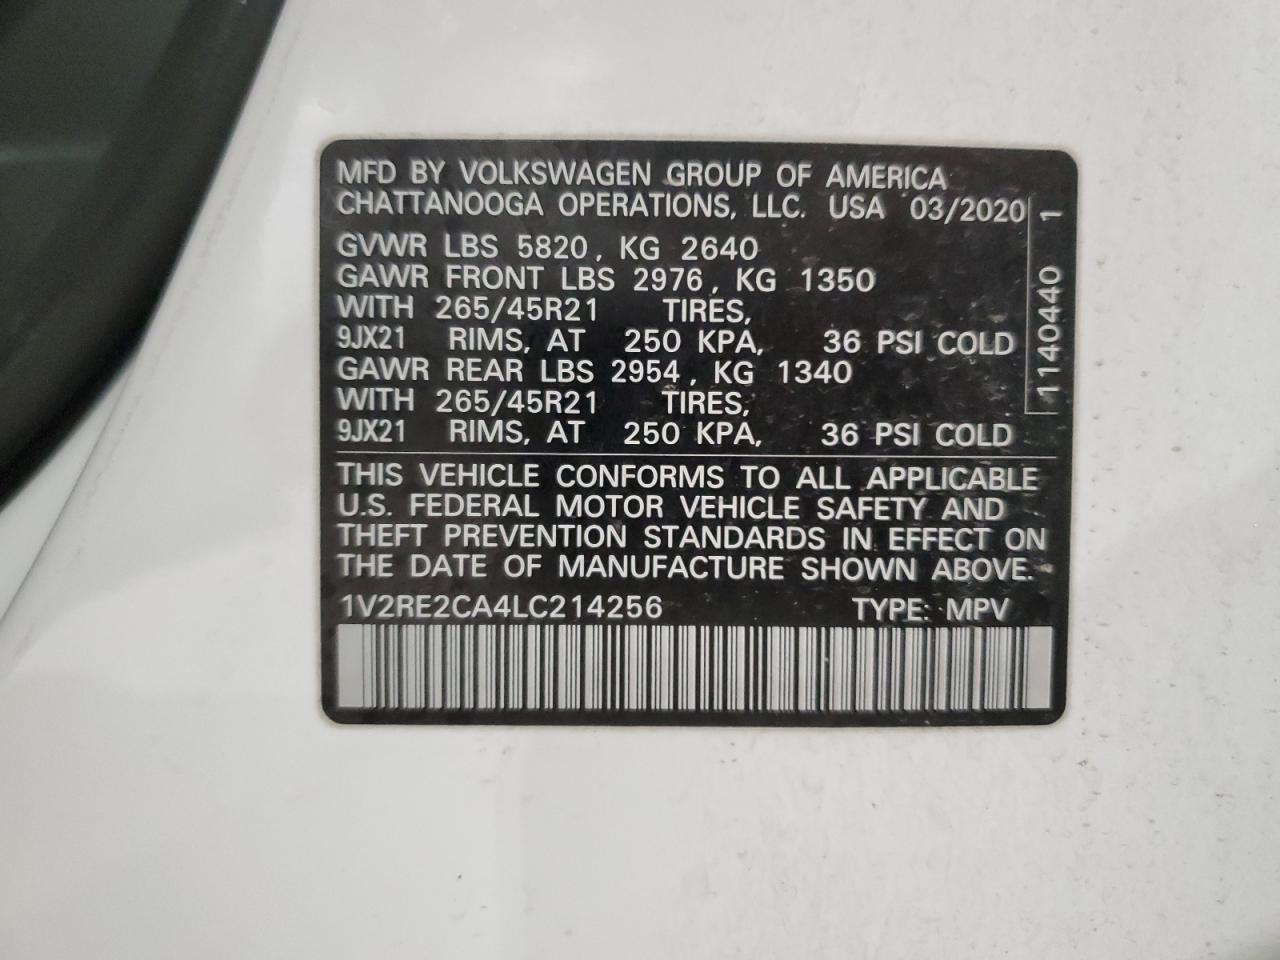 MFD BY VOLKSWAGEN GROUP OF AMERICA
CHATTANOOGA OPERATIONS, LLC. USA 03/2020
GVWR LBS 5820, KG 2640
GAWR FRONT LBS 2976, KG 1350
WITH 265/45R21 TIRES,
9JX21 RIMS, AT 250 KPA, 36 PSI COLD
GAWR REAR LBS 2954, KG 1340
WITH 265/45R21 TIRES,
9JX21 RIMS, AT 250 KPA, 36 PSI COLD
THIS VEHICLE CONFORMS TO ALL APPLICABLE
U.S. FEDERAL MOTOR VEHICLE SAFETY AND
THEFT PREVENTION STANDARDS IN EFFECT ON
THE DATE OF MANUFACTURE SHOWN ABOVE.
1V2RE2CA4LC214256 TYPE: MPV
1140440 1